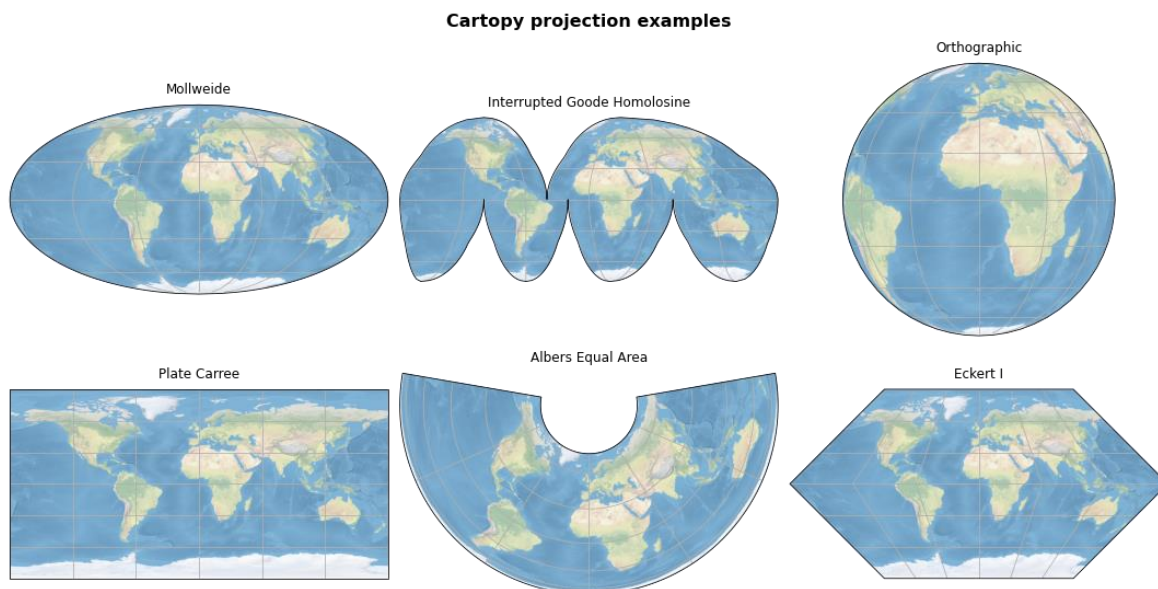 Cartopy projection examples
Mollweide
Interrupted Goode Homolosine
Orthographic
Plate Carree
Albers Equal Area
Eckert I